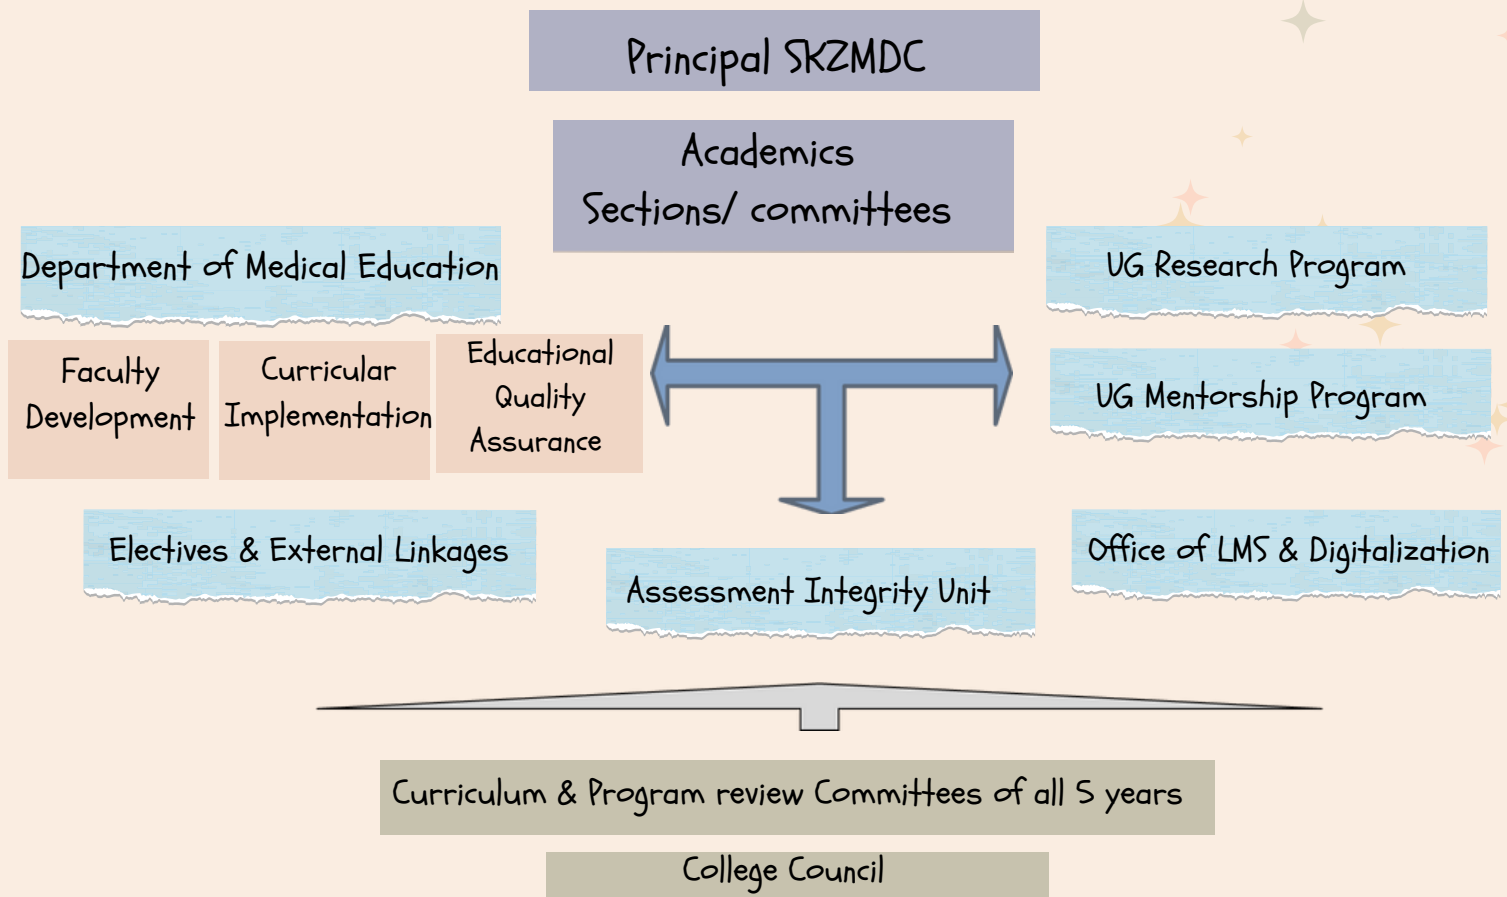 Principal SKZMDC
Academics
Sections/ committees
Department of Medical Education
Faculty
Development
Curricular
Implementation
Educational
Quality
Assurance
Electives & External Linkages
UG Research Program
UG Mentorship Program
Office of LMS & Digitalization
Assessment Integrity Unit
Curriculum & Program review Committees of all 5 years
College Council